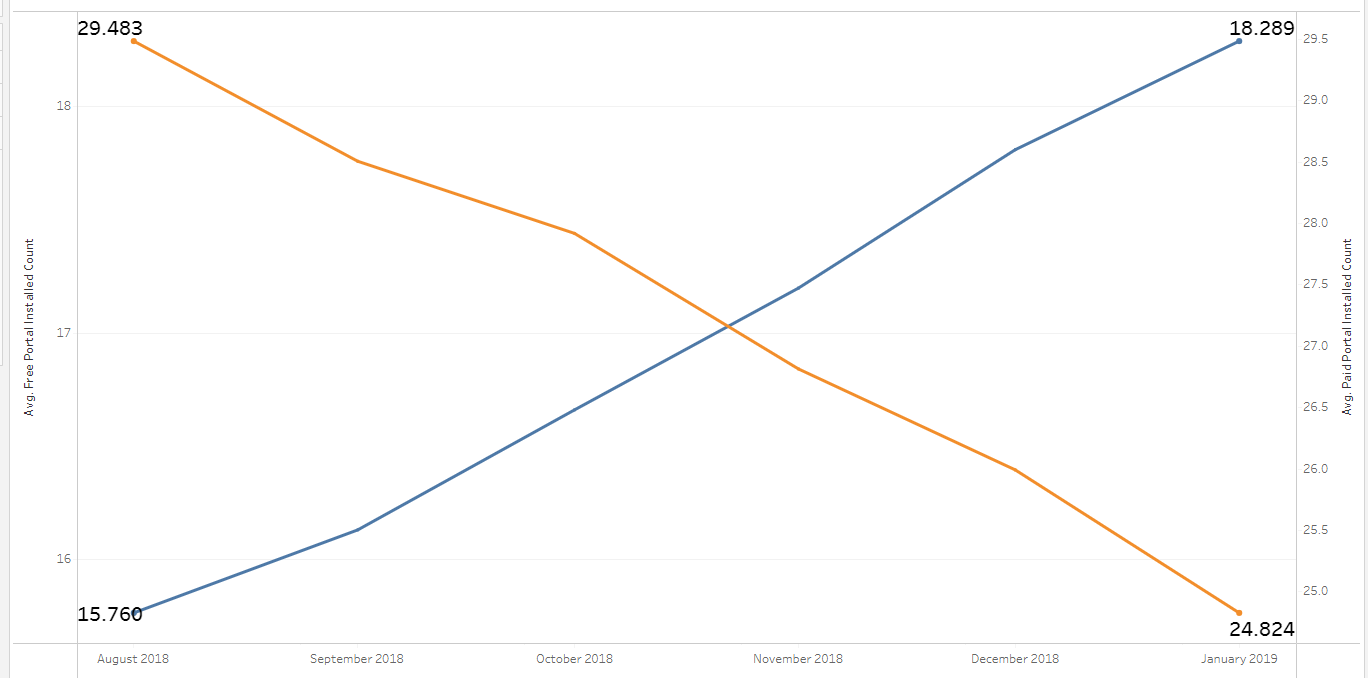 29.483
18.289
29.5
18
29.0
28.5
28.0
27.5
17
27.0
26.5
26.0
16
25.5
25.0
15.760
24.824
Avg. Free Portal Installed Count
Avg. Paid Portal Installed Count
August 2018
September 2018
October 2018
November 2018
December 2018
January 2019